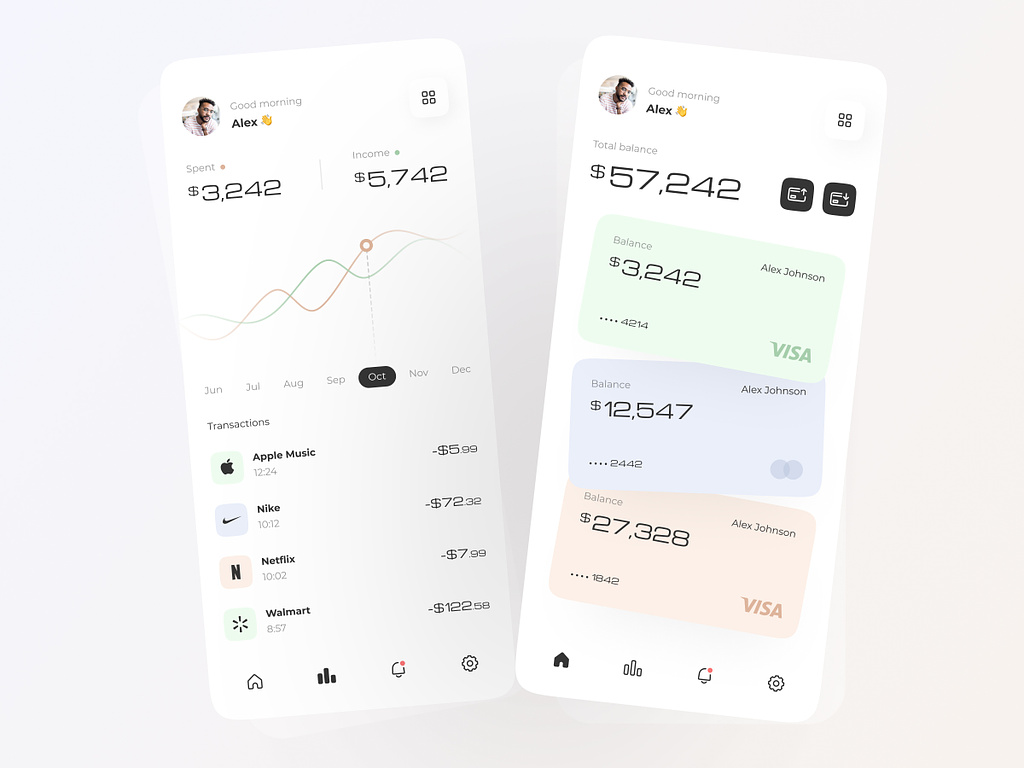 Good morning
Alex 👋
Spent
Income
$3,242
$5,742
Jun Jul Aug Sep Oct Nov Dec
Transactions
Apple Music
-$5.99
12:24
Nike
-$72.32
10:12
Netflix
-$7.99
10:02
Walmart
-$122.58
8:57
Good morning
Alex 👋
Total balance
$57,242
Balance
Alex Johnson
$3,242
•••• 4214
VISA
Balance
Alex Johnson
$12,547
•••• 2442
Balance
Alex Johnson
$27,328
•••• 1842
VISA